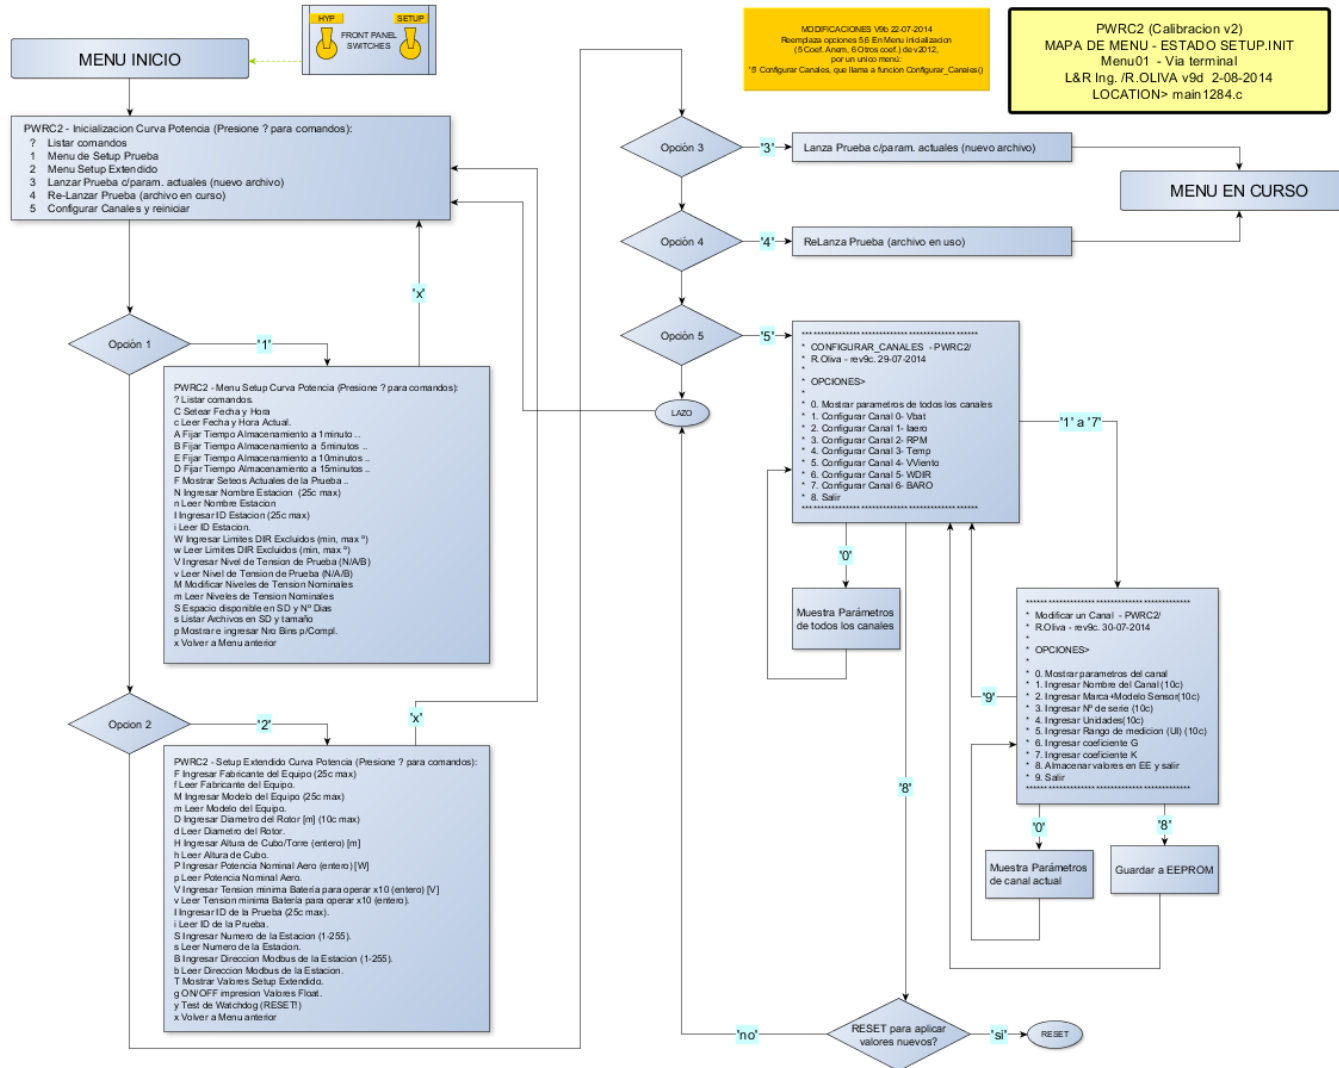 HYP
SETUP
FRONT PANEL
SWITCHES
MENU INICIO
MODIFICACIONES V9b 22-07-2014
Reemplaza opciones 5,6 En Menu inicializacion
(5 Coef. Anem, 6 Otros coef.) de v2012,
por un unico menú:
'5' Configurar Canales, que llama a funcion Configurar_Canales()
PWRC2 (Calibracion v2)
MAPA DE MENU - ESTADO SETUP.INIT
Menu01 - Via terminal
L&R Ing. /R.OLIVA v9d 2-08-2014
LOCATION> main1284.c
PWRC2 - Inicializacion Curva Potencia (Presione ? para comandos):
? Listar comandos
1 Menu de Setup Prueba
2 Menu Setup Extendido
3 Lanzar Prueba c/param. actuales (nuevo archivo)
4 Re-Lanzar Prueba (archivo en curso)
5 Configurar Canales y reiniciar
Opción 1
'1'
'x'
PWRC2 - Menu Setup Curva Potencia (Presione ? para comandos):
? Listar comandos.
C Setear Fecha y Hora
c Leer Fecha y Hora Actual.
A Fijar Tiempo Almacenamiento a 1minuto ..
B Fijar Tiempo Almacenamiento a 5minutos ..
E Fijar Tiempo Almacenamiento a 10minutos ..
D Fijar Tiempo Almacenamiento a 15minutos ..
F Mostrar Seteos Actuales de la Prueba ..
N Ingresar Nombre Estacion (25c max)
n Leer Nombre Estacion
I Ingresar ID Estacion (25c max)
i Leer ID Estacion.
W Ingresar Limites DIR Excluidos (min, max º)
w Leer Limites DIR Excluidos (min, max º)
V Ingresar Nivel de Tension de Prueba (N/A/B)
v Leer Nivel de Tension de Prueba (N/A/B)
M Modificar Niveles de Tension Nominales
m Leer Niveles de Tension Nominales
S Espacio disponible en SD y Nº Dias
s Listar Archivos en SD y tamaño
p Mostrar e ingresar Nro Bins p/Compl.
x Volver a Menu anterior
Opcion 2
'2'
'x'
PWRC2 - Setup Extendido Curva Potencia (Presione ? para comandos):
F Ingresar Fabricante del Equipo (25c max)
f Leer Fabricante del Equipo.
M Ingresar Modelo del Equipo (25c max)
m Leer Modelo del Equipo.
D Ingresar Diametro del Rotor [m] (10c max)
d Leer Diametro del Rotor.
H Ingresar Altura de Cubo/Torre (entero) [m]
h Leer Altura de Cubo.
P Ingresar Potencia Nominal Aero (entero) [W]
p Leer Potencia Nominal Aero.
V Ingresar Tension minima Batería para operar x10 (entero) [V]
v Leer Tension minima Batería para operar x10 (entero).
I Ingresar ID de la Prueba (25c max).
i Leer ID de la Prueba.
S Ingresar Numero de la Estacion (1-255).
s Leer Numero de la Estacion.
B Ingresar Direccion Modbus de la Estacion (1-255).
b Leer Direccion Modbus de la Estacion.
T Mostrar Valores Setup Extendido.
g ON/OFF impresion Valores Float.
y Test de Watchdog (RESET!)
x Volver a Menu anterior
Opción 3
'3'
Lanza Prueba c/param. actuales (nuevo archivo)
MENU EN CURSO
Opción 4
'4'
ReLanza Prueba (archivo en uso)
Opción 5
'5'
LAZO
**** ************** ************** ************** ******
* CONFIGURAR_CANALES - PWRC2/
* R.Oliva - rev9c. 29-07-2014
*
* OPCIONES>
*
* 0. Mostrar parametros de todos los canales
* 1. Configurar Canal 0- Vbat
* 2. Configurar Canal 1- Iaero
* 3. Configurar Canal 2- RPM
* 4. Configurar Canal 3- Temp
* 5. Configurar Canal 4- VViento
* 6. Configurar Canal 5- WDIR
* 7. Configurar Canal 6- BARO
* 8. Salir
**** ************** ************** ************** ******
'1' a '7'
'0'
Muestra Parámetros
de todos los canales
****** ************** ************** **************
* Modificar un Canal - PWRC2/
* R.Oliva - rev9c. 30-07-2014
*
* OPCIONES>
*
* 0. Mostrar parametros del canal
* 1. Ingresar Nombre del Canal (10c)
* 2. Ingresar Marca+Modelo Sensor(10c)
* 3. Ingresar Nº de serie (10c)
* 4. Ingresar Unidades(10c)
* 5. Ingresar Rango de medicion (UI) (10c)
* 6. Ingresar coeficiente G
* 7. Ingresar coeficiente K
* 8. Almacenar valores en EE y salir
* 9. Salir
****** ************** ************** **************
'9'
'0'
'8'
Muestra Parámetros
de canal actual
Guardar a EEPROM
'8'
RESET para aplicar
valores nuevos?
'no'
'si'
RESET